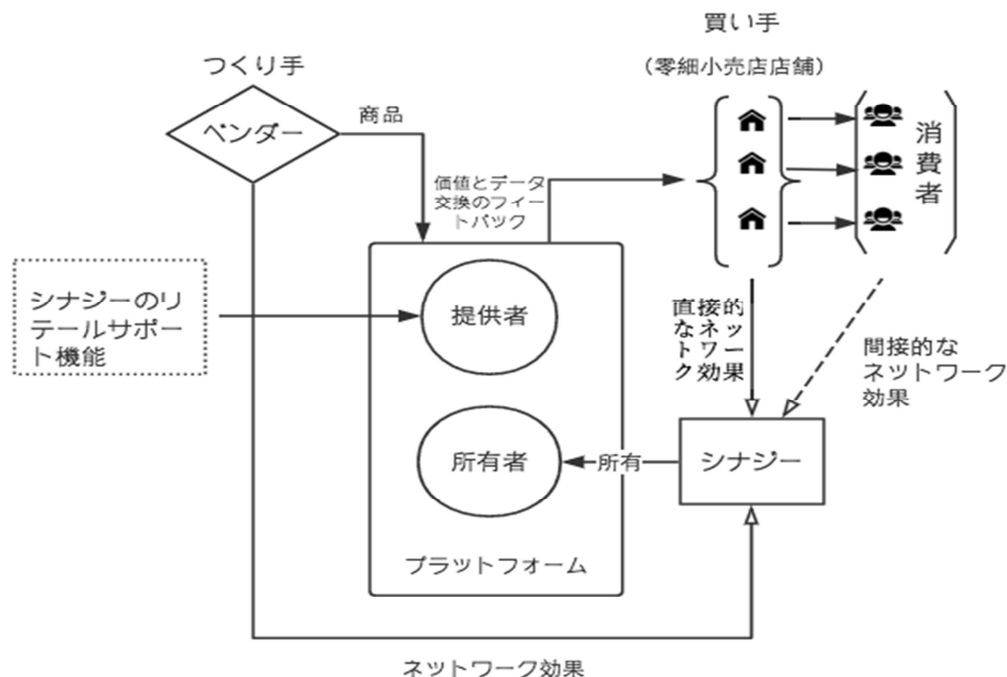 買い手
つくり手
(零細小売店店舗)
ベンダー
商品
価値とデータ
交換のフィー
トバック
消費者
シナジーのリ
テールサポー
ト機能
提供者
直接的
なネッ
トワー
ク効果
間接的な
ネットワーク
効果
所有者
所有
シナジー
プラットフォーム
ネットワーク効果